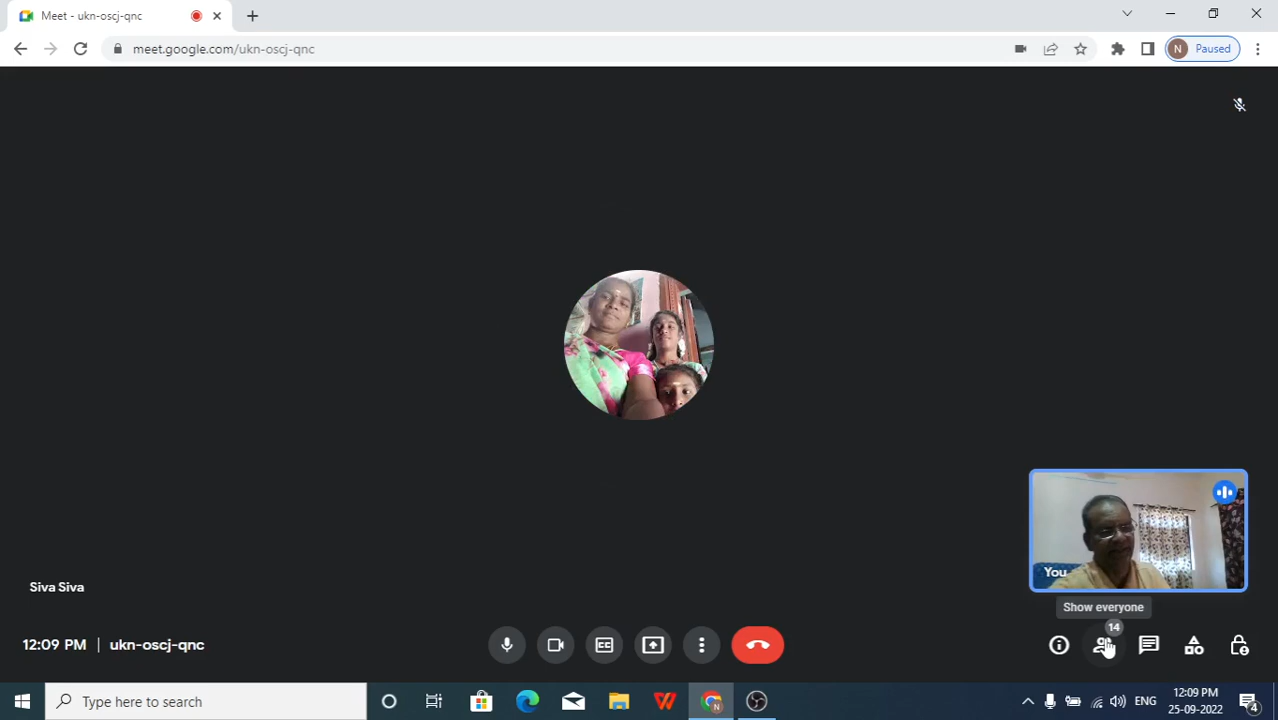 Meet - ukn-oscj-qnc
meet.google.com/ukn-oscj-qnc
N Paused
You
Siva Siva
Show everyone
14
12:09 PM | ukn-oscj-qnc
Type here to search
N
ENG
12:09 PM
25-09-2022
4